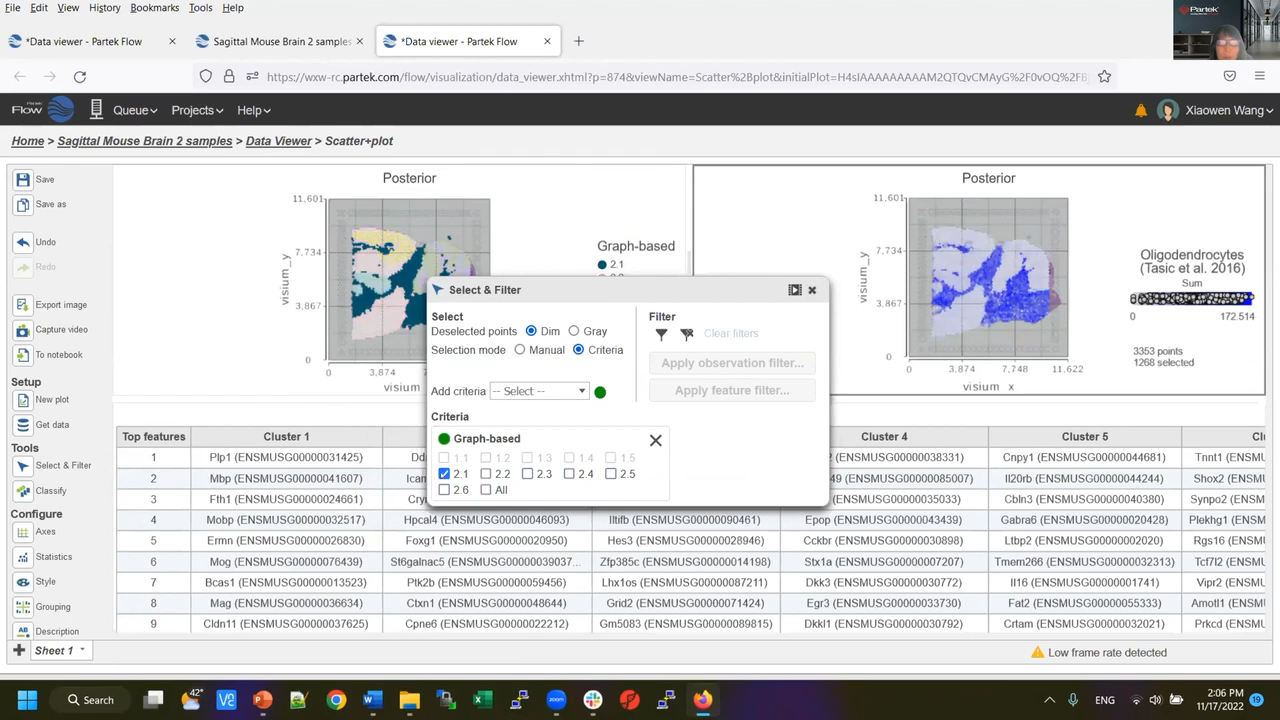 File Edit View History Bookmarks Tools Help
Partek
*Data viewer - Partek Flow
Sagittal Mouse Brain 2 samples
*Data viewer - Partek Flow
https://wxw-rc.partek.com/flow/visualization/data_viewer.xhtml?p=874&viewName=Scatter%2Bplot&initialPlot=H4sIAAAAAAAAM2QTQvCMAyG%2F0vOQ%2F8
Partek Flow Queue Projects Help Xiaowen Wang
Home > Sagittal Mouse Brain 2 samples > Data Viewer > Scatter+plot
Save
Save as
Undo
Redo
Export image
Capture video
To notebook
Setup
New plot
Get data
Tools
Select & Filter
Classify
Configure
Axes
Statistics
Style
Grouping
Description
Posterior
11.601
7.734
3.867
0
visium_y
3.874
visium
Graph-based
2.1
Posterior
11.601
7.734
3.867
0
visium_y
0 3.874 7.748 11.622
visium x
Oligodendrocytes
(Tasic et al. 2016)
Sum
0 172.514
3353 points
1268 selected
Select & Filter
Select
Deselected points Dim Gray
Selection mode Manual Criteria
Add criteria -- Select --
Filter
Clear filters
Apply observation filter...
Apply feature filter...
Criteria
Graph-based
1.1 1.2 1.3 1.4 1.5
2.1 2.2 2.3 2.4 2.5
2.6 All
Top features Cluster 1 Cluster 4 Cluster 5
1 Plp1 (ENSMUSG00000031425) 00038331) Cnpy1 (ENSMUSG00000044681)
2 Mbp (ENSMUSG00000041607) 00000085007) Il20rb (ENSMUSG00000044244) Shox2 (ENSMUSG0000
3 Fth1 (ENSMUSG00000024661) 00035033) Cbln3 (ENSMUSG00000040380) Synpo2 (ENSMUSG0000
4 Mobp (ENSMUSG00000032517) Hpcal4 (ENSMUSG00000046093) Iltifb (ENSMUSG00000090461) Epop (ENSMUSG00000043439) Gabra6 (ENSMUSG00000020428)
5 Ermn (ENSMUSG00000026830) Foxg1 (ENSMUSG00000020950) Hes3 (ENSMUSG00000028946) Cckbr (ENSMUSG00000030898) Ltbp2 (ENSMUSG00000002020)
6 Mog (ENSMUSG00000076439) St6galnac5 (ENSMUSG00000039037... Zfp385c (ENSMUSG00000014198) Stx1a (ENSMUSG00000007207) Tmem266 (ENSMUSG00000032313)
7 Bcas1 (ENSMUSG00000013523) Ptk2b (ENSMUSG00000059456) Lhx1os (ENSMUSG00000087211) Dkk3 (ENSMUSG00000030772) Il16 (ENSMUSG00000001741)
8 Mag (ENSMUSG00000036634) Ctxn1 (ENSMUSG00000048644) Grid2 (ENSMUSG00000071424) Egr3 (ENSMUSG00000033730) Fat2 (ENSMUSG00000055333)
9 Cldn11 (ENSMUSG00000037625) Cpne6 (ENSMUSG00000022212) Gm5083 (ENSMUSG00000089815) Dkkl1 (ENSMUSG00000030792) Crtam (ENSMUSG00000032021)
Sheet 1
Low frame rate detected
42°
Search
ENG
2:06 PM
11/17/2022
19